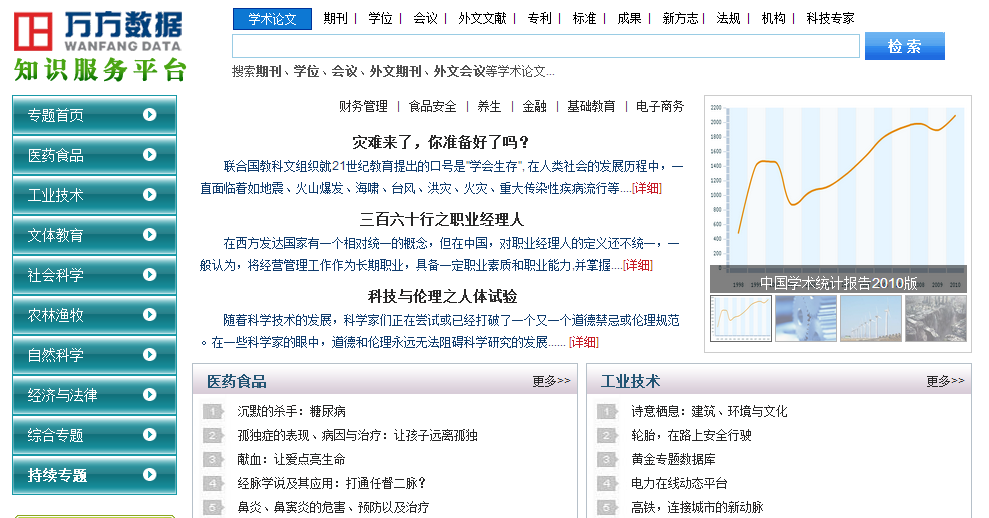 万方数据
WANFANG DATA
知识服务平台
学术论文 期刊 | 学位 | 会议 | 外文文献 | 专利 | 标准 | 成果 | 新方志 | 法规 | 机构 | 科技专家
检 索
搜索期刊、学位、会议、外文期刊、外文会议等学术论文...
专题首页
医药食品
工业技术
文体教育
社会科学
农林渔牧
自然科学
经济与法律
综合专题
持续专题
财务管理 | 食品安全 | 养生 | 金融 | 基础教育 | 电子商务
灾难来了，你准备好了吗？
联合国教科文组织就21世纪教育提出的口号是"学会生存", 在人类社会的发展历程中，一
直面临着如地震、火山爆发、海啸、台风、洪灾、火灾、重大传染性疾病流行等....[详细]
三百六十行之职业经理人
在西方发达国家有一个相对统一的概念，但在中国，对职业经理人的定义还不统一，一
般认为，将经营管理工作作为长期职业，具备一定职业素质和职业能力,并掌握....[详细]
科技与伦理之人体试验
随着科学技术的发展，科学家们正在尝试或已经打破了一个又一个道德禁忌或伦理规范
。在一些科学家的眼中，道德和伦理永远无法阻碍科学研究的发展...... [详细]
2200
2000
1800
1600
1400
1200
1000
800
600
400
200
0
1998 1999 2000 2001 2002 2003 2004 2005 2006 2007 2008 2009 2010
中国学术统计报告2010版
医药食品 更多>>
1 沉默的杀手：糖尿病
2 孤独症的表现、病因与治疗：让孩子远离孤独
3 献血：让爱点亮生命
4 经脉学说及其应用：打通任督二脉？
5 鼻炎、鼻窦炎的危害、预防以及治疗
工业技术 更多>>
1 诗意栖息：建筑、环境与文化
2 轮胎，在路上安全行驶
3 黄金专题数据库
4 电力在线动态平台
5 高铁，连接城市的新动脉